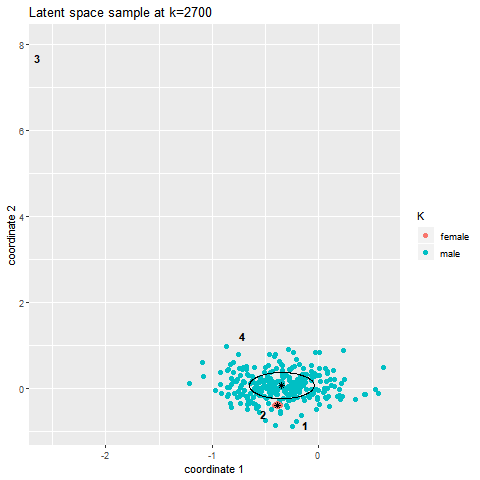 Latent space sample at k=2700
8
3
6
K
female
male
coordinate 2
4
2
4
0
2
1
-2
-1
0
coordinate 1